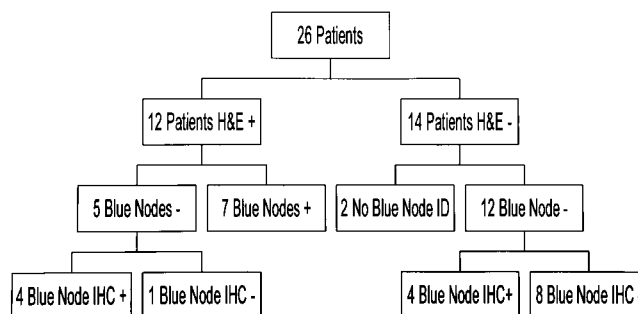 26 Patients
12 Patients H&E +
14 Patients H&E -
5 Blue Nodes -
7 Blue Nodes +
2 No Blue Node ID
12 Blue Node -
4 Blue Node IHC +
1 Blue Node IHC -
4 Blue Node IHC+
8 Blue Node IHC -